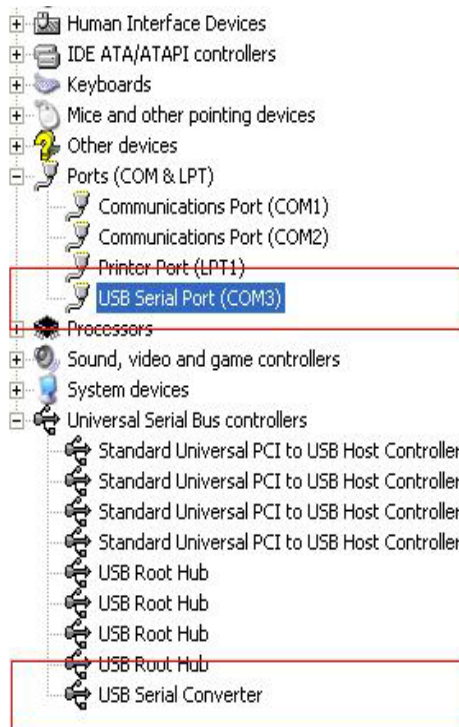 Human Interface Devices
IDE ATA/ATAPI controllers
Keyboards
Mice and other pointing devices
Other devices
Ports (COM & LPT)
Communications Port (COM1)
Communications Port (COM2)
Printer Port (LPT1)
USB Serial Port (COM3)
Processors
Sound, video and game controllers
System devices
Universal Serial Bus controllers
Standard Universal PCI to USB Host Controller
Standard Universal PCI to USB Host Controller
Standard Universal PCI to USB Host Controller
Standard Universal PCI to USB Host Controller
USB Root Hub
USB Root Hub
USB Root Hub
USB Root Hub
USB Serial Converter